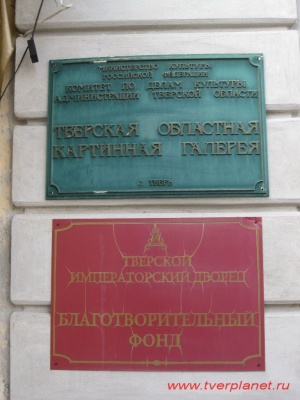 МИНИСТЕРСТВО КУЛЬТУРЫ
РОССИЙСКОЙ ФЕДЕРАЦИИ
КОМИТЕТ ПО ДЕЛАМ КУЛЬТУРЫ
АДМИНИСТРАЦИИ ТВЕРСКОЙ ОБЛАСТИ
ТВЕРСКАЯ ОБЛАСТНАЯ
КАРТИННАЯ ГАЛЕРЕЯ
Г. ТВЕРЬ
ТВЕРСКОЙ
ИМПЕРАТОРСКИЙ ДВОРЕЦ
БЛАГОТВОРИТЕЛЬНЫЙ
ФОНД
www.tverplanet.ru